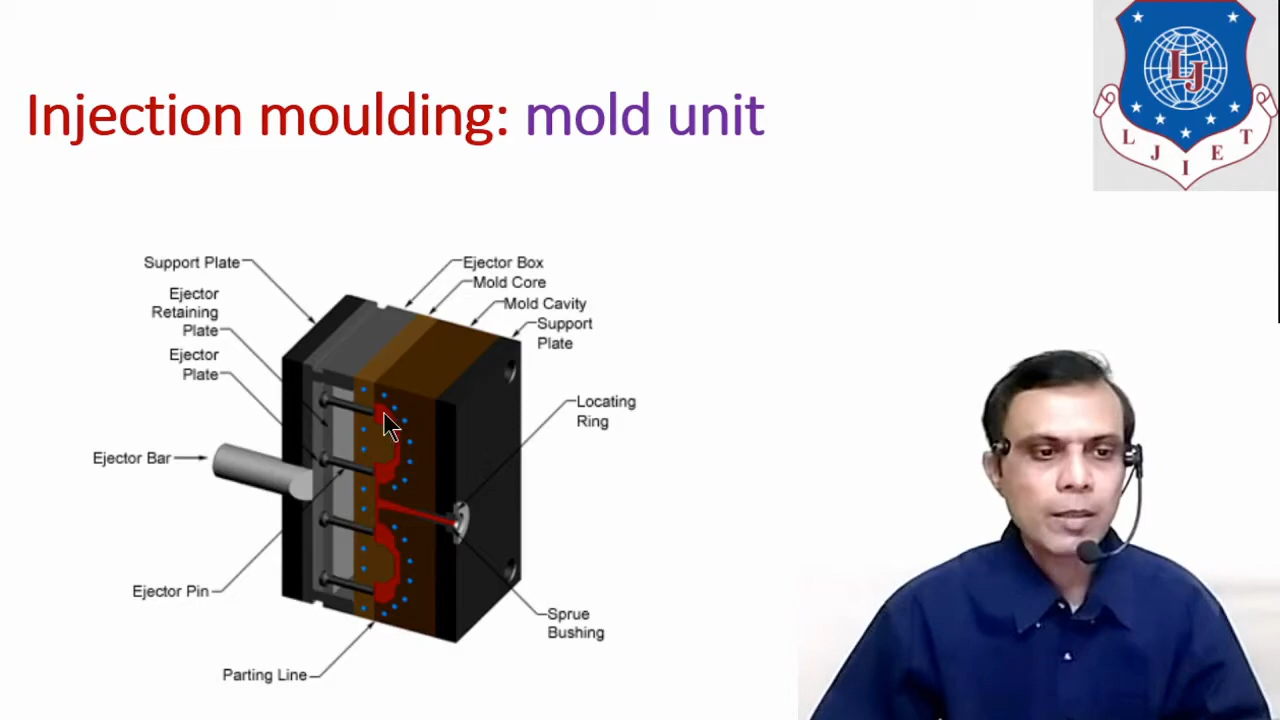 Injection moulding: mold unit
LJ
L J I E T
Support Plate
Ejector
Retaining
Plate
Ejector
Plate
Ejector Bar
Ejector Pin
Parting Line
Ejector Box
Mold Core
Mold Cavity
Support
Plate
Locating
Ring
Sprue
Bushing